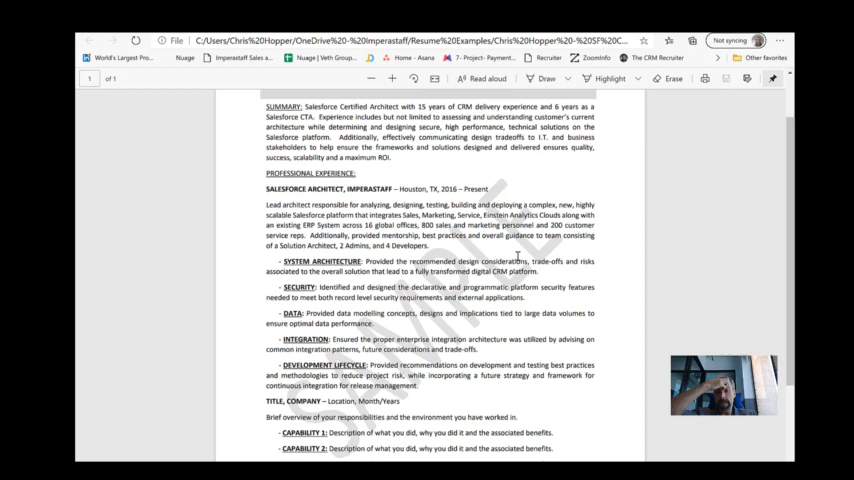 File C:/Users/Chris%20Hopper/OneDrive%20-%20Imperastaff/Resume%20Examples/Chris%20Hopper%20-%20SF%20C... Not syncing
World's Largest Pro... Nuage Imperastaff Sales a... Nuage | Veth Group... Home - Asana 7- Project- Payment... Recruiter ZoomInfo The CRM Recruiter Other favorites
1 of 1 Read aloud Draw Highlight Erase
SUMMARY: Salesforce Certified Architect with 15 years of CRM delivery experience and 6 years as a
Salesforce CTA. Experience includes but not limited to assessing and understanding customer's current
architecture while determining and designing secure, high performance, technical solutions on the
Salesforce platform. Additionally, effectively communicating design tradeoffs to I.T. and business
stakeholders to help ensure the frameworks and solutions designed and delivered ensures quality,
success, scalability and a maximum ROI.
PROFESSIONAL EXPERIENCE:
SALESFORCE ARCHITECT, IMPERASTAFF – Houston, TX, 2016 – Present
Lead architect responsible for analyzing, designing, testing, building and deploying a complex, new, highly
scalable Salesforce platform that integrates Sales, Marketing, Service, Einstein Analytics Clouds along with
an existing ERP System across 16 global offices, 800 sales and marketing personnel and 200 customer
service reps. Additionally, provided mentorship, best practices and overall guidance to team consisting
of a Solution Architect, 2 Admins, and 4 Developers.
- SYSTEM ARCHITECTURE: Provided the recommended design considerations, trade-offs and risks
associated to the overall solution that lead to a fully transformed digital CRM platform.
- SECURITY: Identified and designed the declarative and programmatic platform security features
needed to meet both record level security requirements and external applications.
- DATA: Provided data modelling concepts, designs and implications tied to large data volumes to
ensure optimal data performance.
- INTEGRATION: Ensured the proper enterprise integration architecture was utilized by advising on
common integration patterns, future considerations and trade-offs.
- DEVELOPMENT LIFECYCLE: Provided recommendations on development and testing best practices
and methodologies to reduce project risk, while incorporating a future strategy and framework for
continuous integration for release management.
TITLE, COMPANY – Location, Month/Years
Brief overview of your responsibilities and the environment you have worked in.
- CAPABILITY 1: Description of what you did, why you did it and the associated benefits.
- CAPABILITY 2: Description of what you did, why you did it and the associated benefits.
SAMPLE